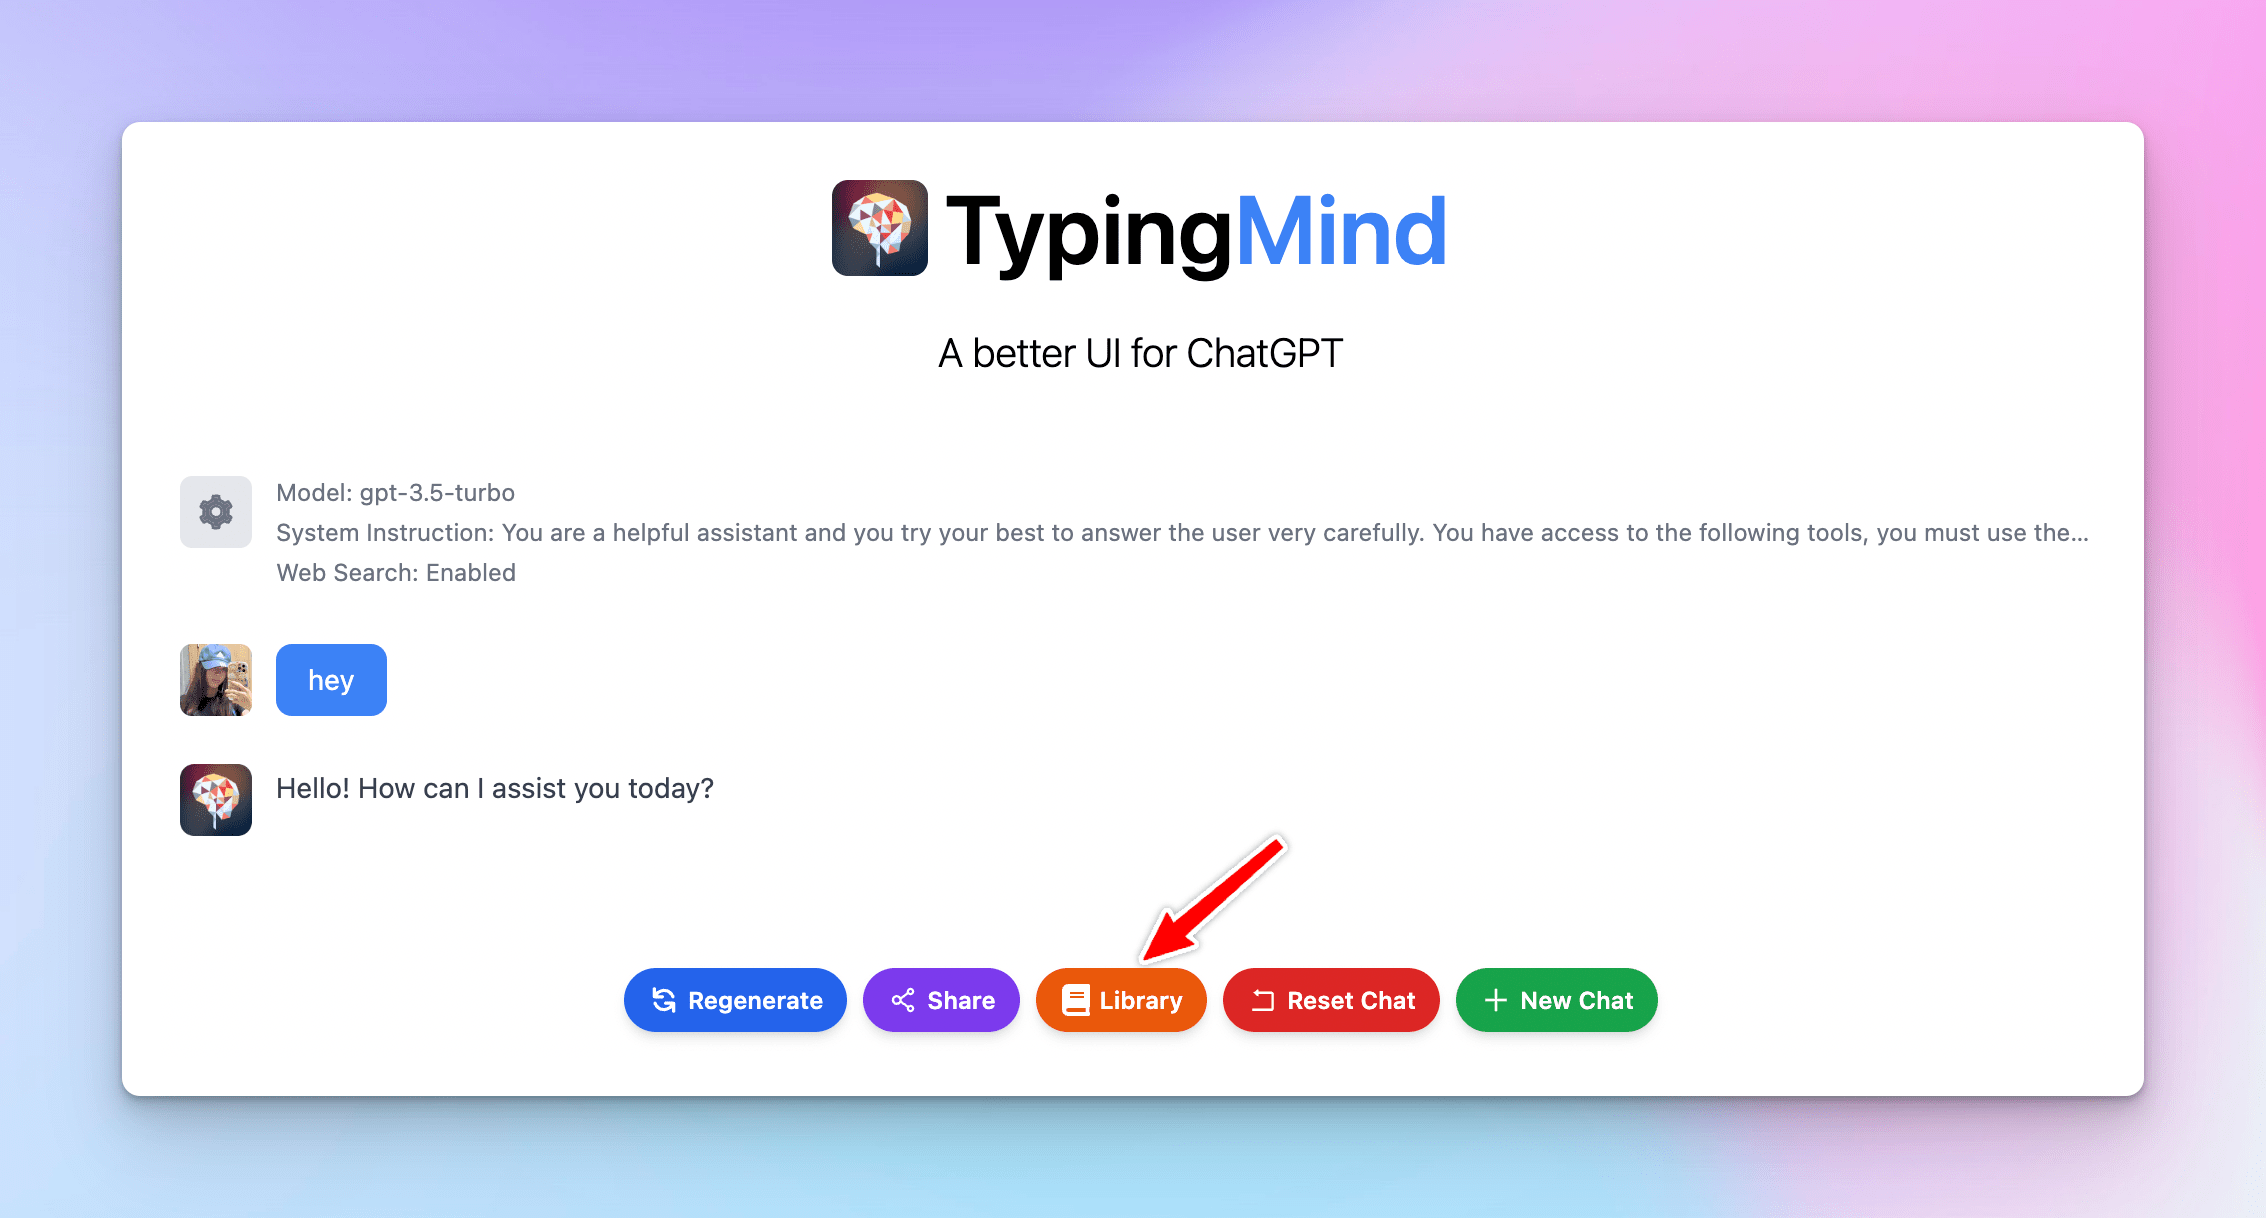 TypingMind
A better UI for ChatGPT
Model: gpt-3.5-turbo
System Instruction: You are a helpful assistant and you try your best to answer the user very carefully. You have access to the following tools, you must use the...
Web Search: Enabled
hey
Hello! How can I assist you today?
Regenerate
Share
Library
Reset Chat
New Chat